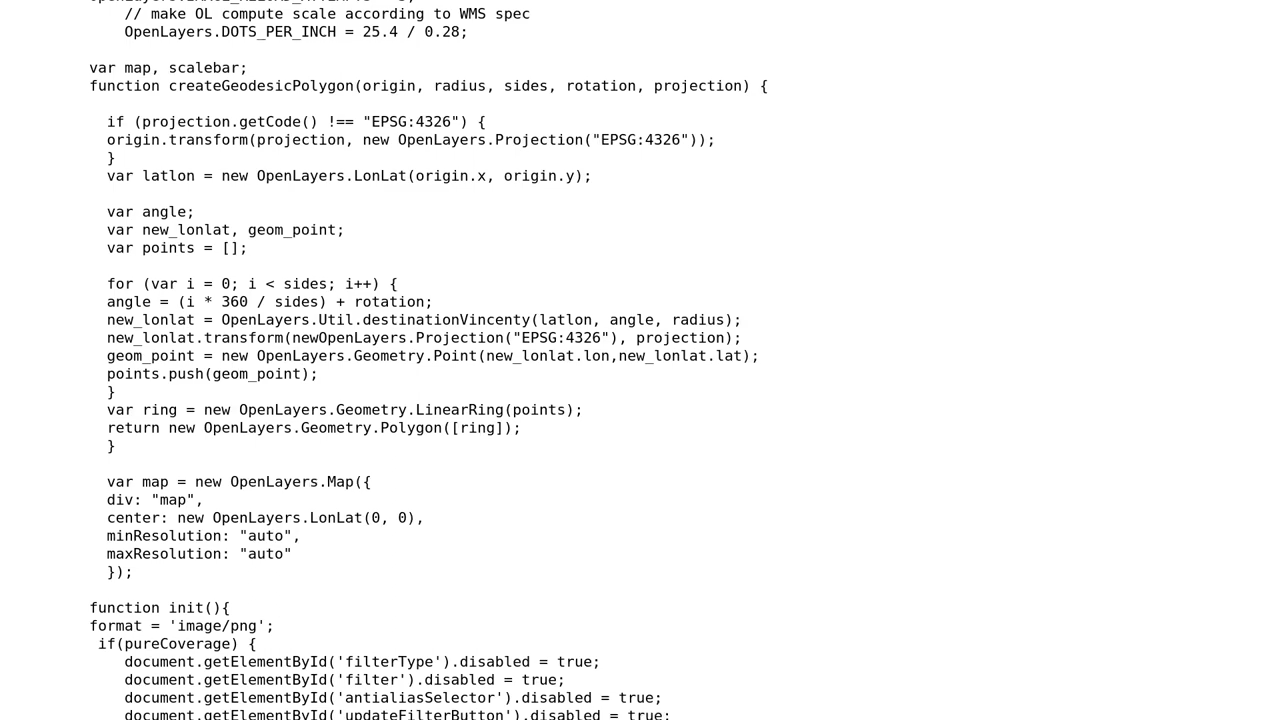 // make OL compute scale according to WMS spec
OpenLayers.DOTS_PER_INCH = 25.4 / 0.28;
var map, scalebar;
function createGeodesicPolygon(origin, radius, sides, rotation, projection) {
if (projection.getCode() !== "EPSG:4326") {
origin.transform(projection, new OpenLayers.Projection("EPSG:4326"));
}
var latlon = new OpenLayers.LonLat(origin.x, origin.y);
var angle;
var new_lonlat, geom_point;
var points = [];
for (var i = 0; i < sides; i++) {
angle = (i * 360 / sides) + rotation;
new_lonlat = OpenLayers.Util.destinationVincenty(latlon, angle, radius);
new_lonlat.transform(newOpenLayers.Projection("EPSG:4326"), projection);
geom_point = new OpenLayers.Geometry.Point(new_lonlat.lon,new_lonlat.lat);
points.push(geom_point);
}
var ring = new OpenLayers.Geometry.LinearRing(points);
return new OpenLayers.Geometry.Polygon([ring]);
}
var map = new OpenLayers.Map({
div: "map",
center: new OpenLayers.LonLat(0, 0),
minResolution: "auto",
maxResolution: "auto"
});
function init(){
format = 'image/png';
if(pureCoverage) {
document.getElementById('filterType').disabled = true;
document.getElementById('filter').disabled = true;
document.getElementById('antialiasSelector').disabled = true;
document.getElementById('updateFilterButton').disabled = true;